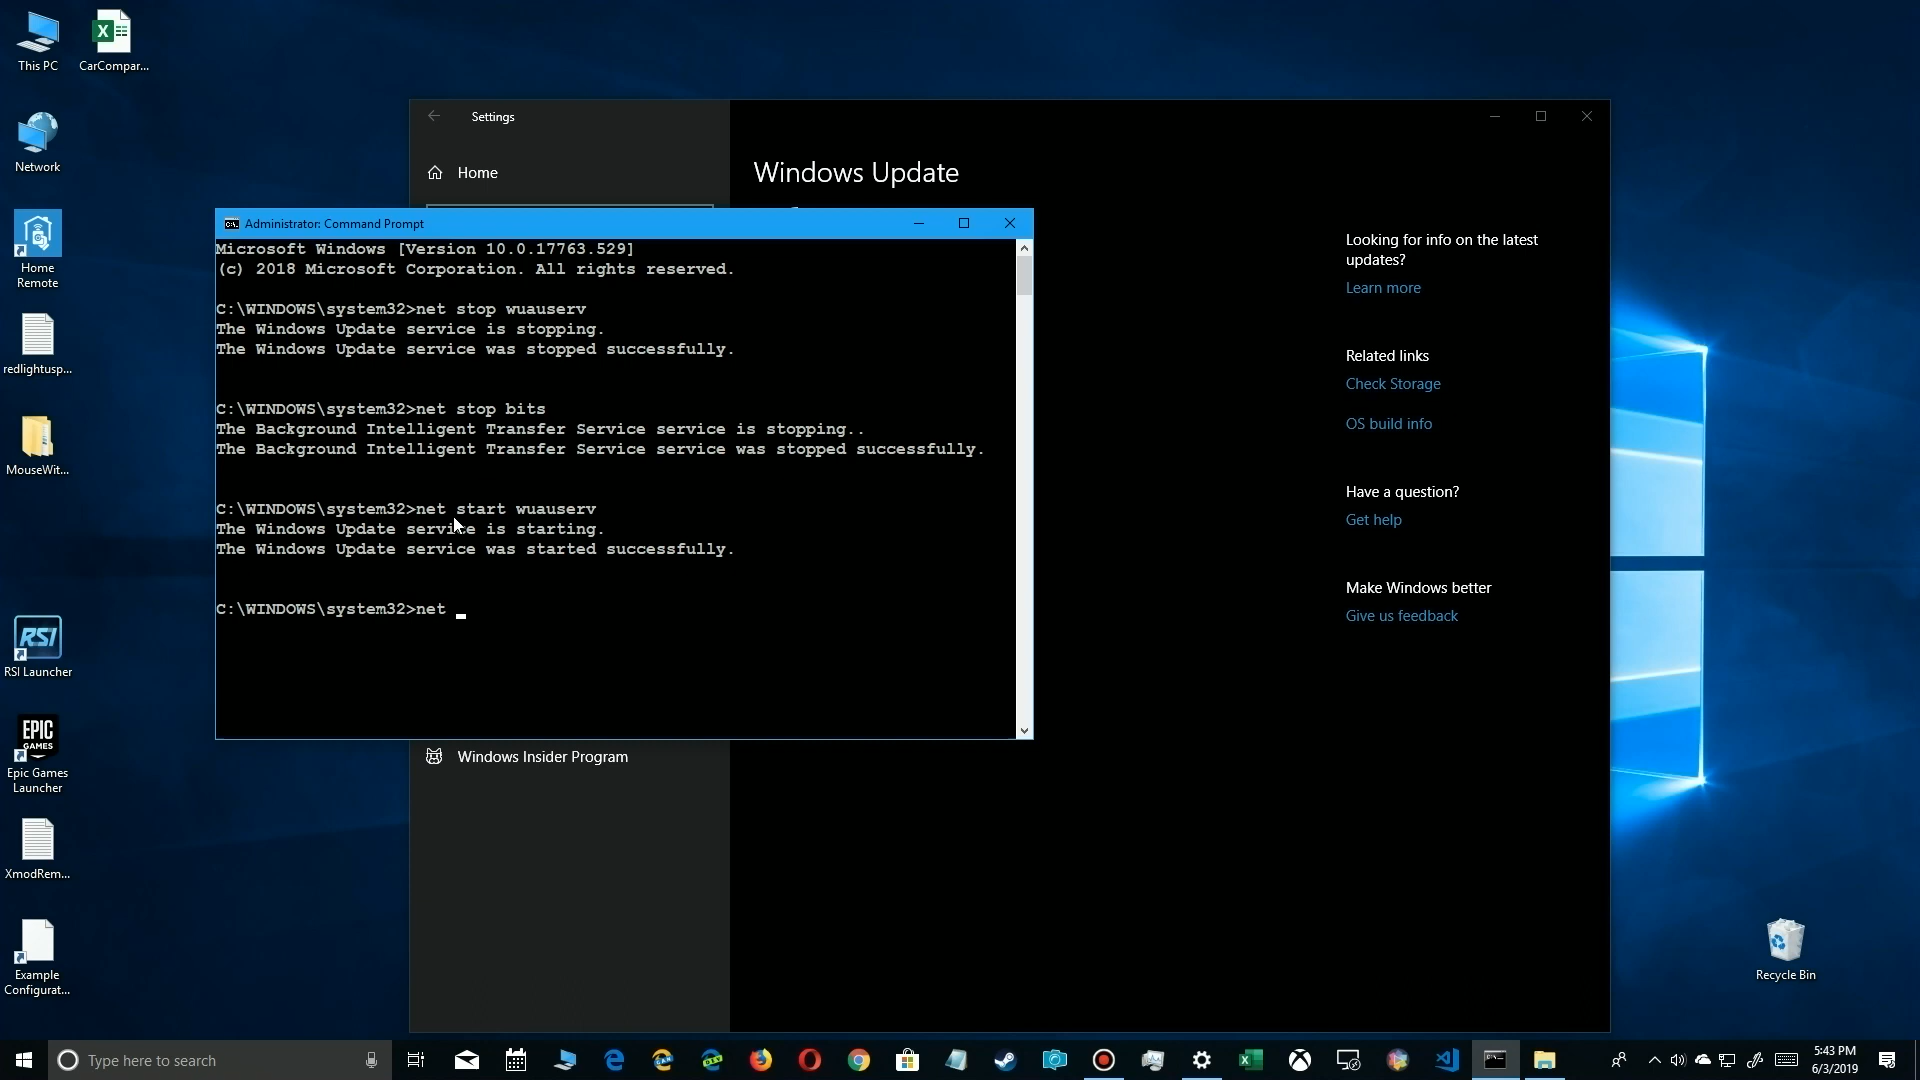 This PC
CarCompar...
Network
Home
Remote
redlightusp...
MouseWit...
RSI
RSI Launcher
EPIC
GAMES
Epic Games
Launcher
XmodRem...
Example
Configurat...
Settings
Home
Windows Update
Looking for info on the latest
updates?
Learn more
Related links
Check Storage
OS build info
Have a question?
Get help
Make Windows better
Give us feedback
Windows Insider Program
Administrator: Command Prompt
Microsoft Windows [Version 10.0.17763.529]
(c) 2018 Microsoft Corporation. All rights reserved.
C:\WINDOWS\system32>net stop wuauserv
The Windows Update service is stopping.
The Windows Update service was stopped successfully.
C:\WINDOWS\system32>net stop bits
The Background Intelligent Transfer Service service is stopping..
The Background Intelligent Transfer Service service was stopped successfully.
C:\WINDOWS\system32>net start wuauserv
The Windows Update service is starting.
The Windows Update service was started successfully.
C:\WINDOWS\system32>net
Recycle Bin
Type here to search
5:43 PM
6/3/2019